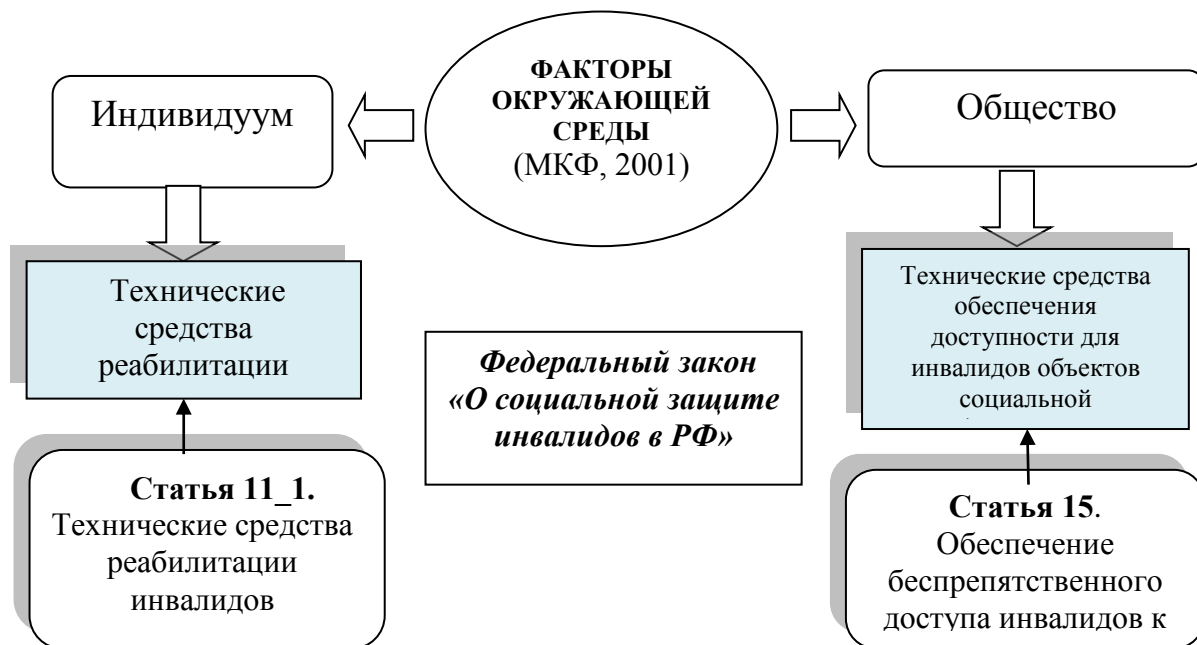 ФАКТОРЫ
ОКРУЖАЮЩЕЙ
СРЕДЫ
(МКФ, 2001)
Индивидуум
Общество
Технические
средства
реабилитации
Технические средства
обеспечения
доступности для
инвалидов объектов
социальной
Федеральный закон
«О социальной защите
инвалидов в РФ»
Статья 11_1.
Технические средства
реабилитации
инвалидов
Статья 15.
Обеспечение
беспрепятственного
доступа инвалидов к